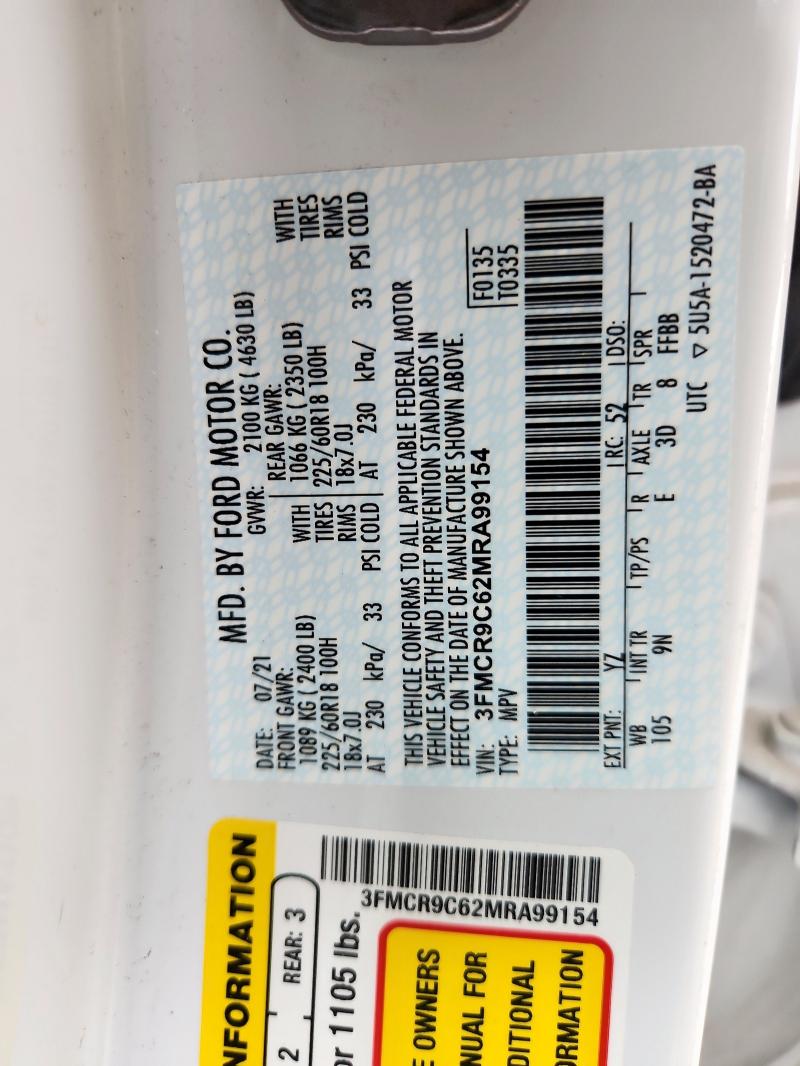 MFD. BY FORD MOTOR CO.
DATE: 07/21 GVWR: 2100 KG ( 4630 LB)
FRONT GAWR: REAR GAWR:
1089 KG ( 2400 LB) WITH 1066 KG ( 2350 LB) WITH
225/60R18 100H TIRES 225/60R18 100H TIRES
18x7.0J RIMS 18x7.0J RIMS
AT 230 kPa/ 33 PSI COLD AT 230 kPa/ 33 PSI COLD
THIS VEHICLE CONFORMS TO ALL APPLICABLE FEDERAL MOTOR
VEHICLE SAFETY AND THEFT PREVENTION STANDARDS IN
EFFECT ON THE DATE OF MANUFACTURE SHOWN ABOVE.
VIN: 3FMCR9C62MRA99154 F0135
TYPE: MPV T0335
EXT PNT: YZ RC: 52 DSO:
WB INT TR TP/PS R AXLE TR SPR
105 9N E 3D 8 FFBB
UTC ▽ 5U5A-1520472-BA
NFORMATION
2 REAR: 3
or 1105 lbs.
3FMCR9C62MRA99154
E OWNERS
NUAL FOR
DITIONAL
ORMATION